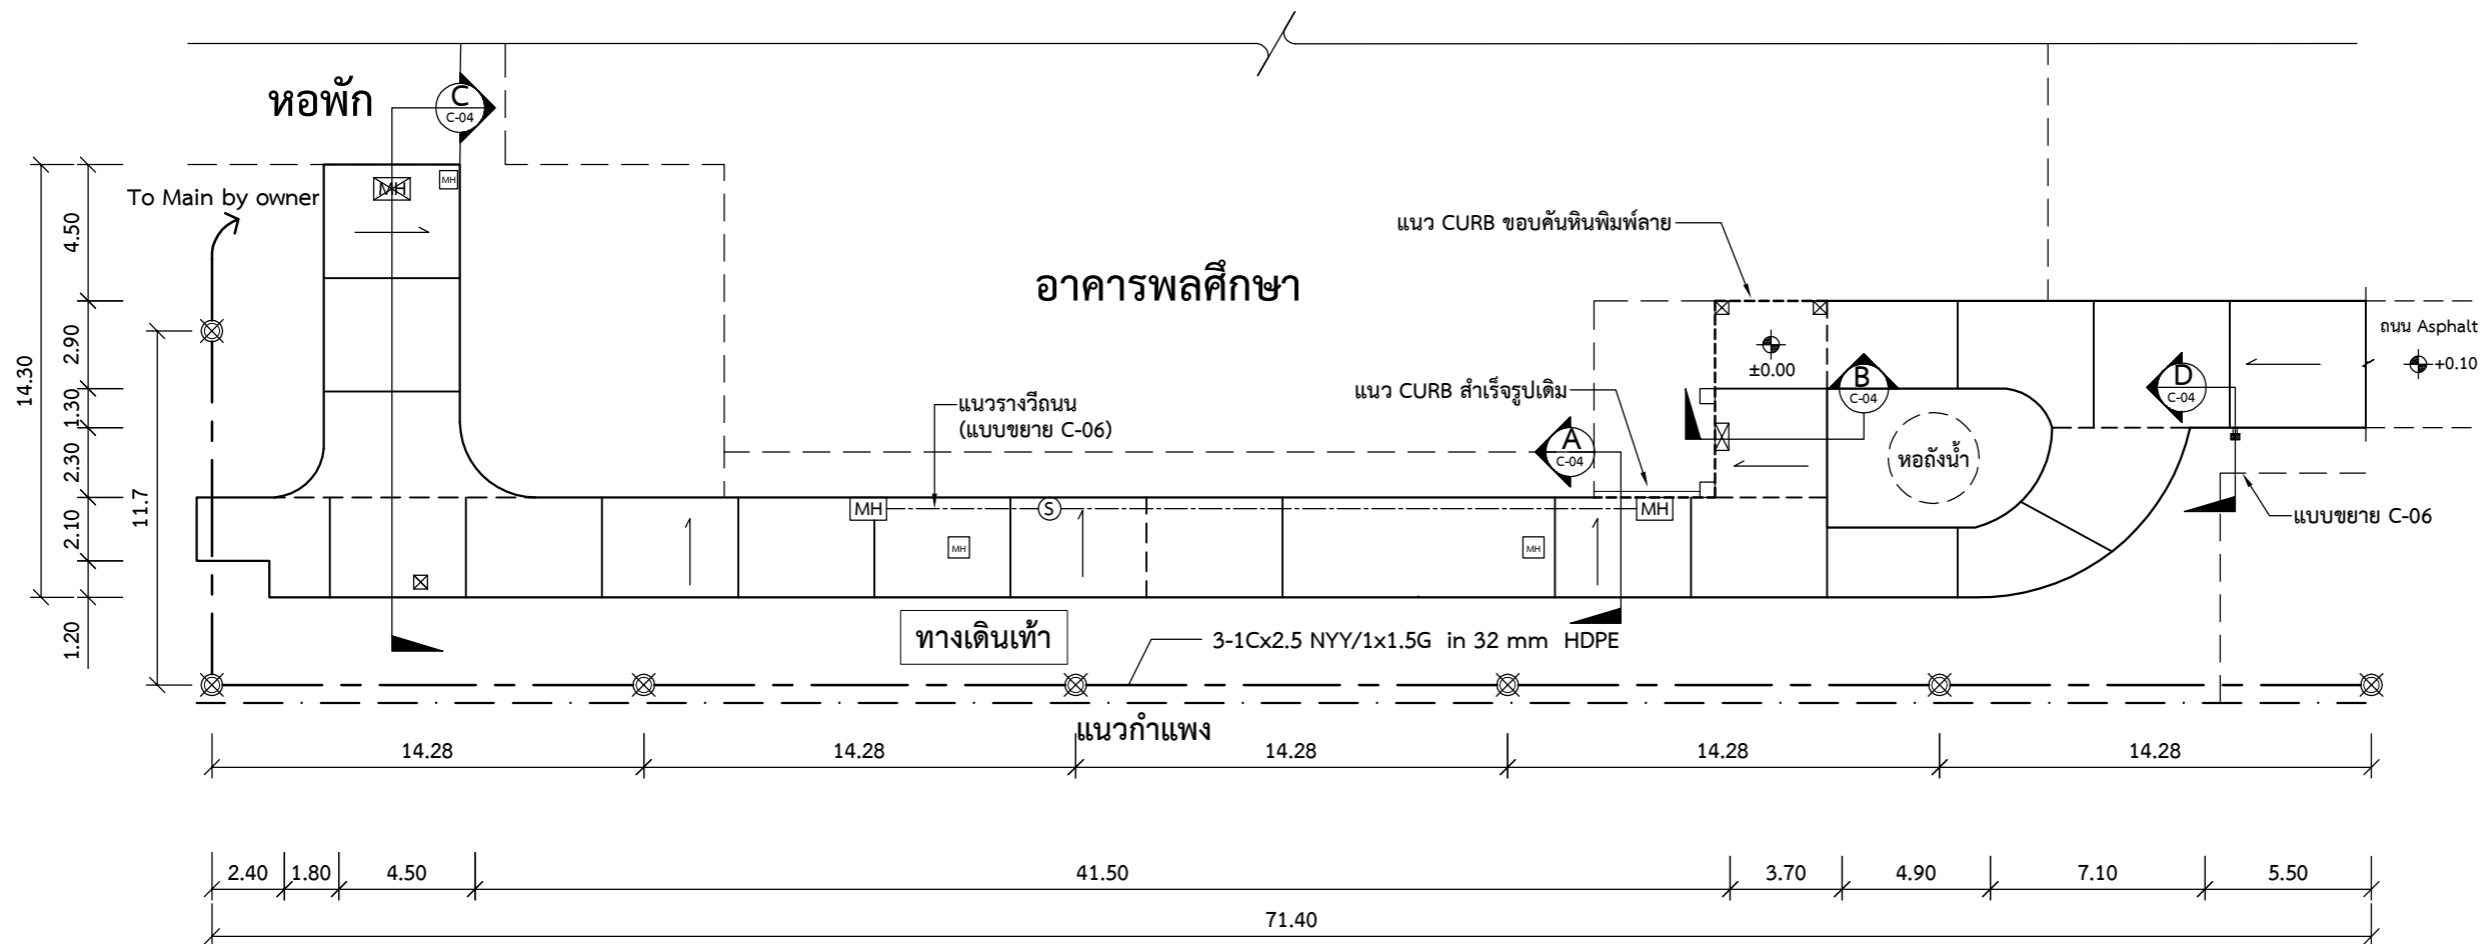 หอพัก
C
C-04
To Main by owner
MH
MH
แนว CURB ขอบคันหินพิมพ์ลาย
อาคารพลศึกษา
ถนน Asphalt
+0.10
±0.00
แนว CURB สำเร็จรูปเดิม
B
C-04
D
C-04
แนวรางวีถนน
(แบบขยาย C-06)
A
C-04
หอถังน้ำ
MH
S
MH
แบบขยาย C-06
MH
MH
4.50
2.90
1.30
2.30
2.10
1.20
14.30
11.7
ทางเดินเท้า
3-1Cx2.5 NYY/1x1.5G in 32 mm HDPE
แนวกำแพง
14.28
14.28
14.28
14.28
14.28
2.40
1.80
4.50
41.50
3.70
4.90
7.10
5.50
71.40